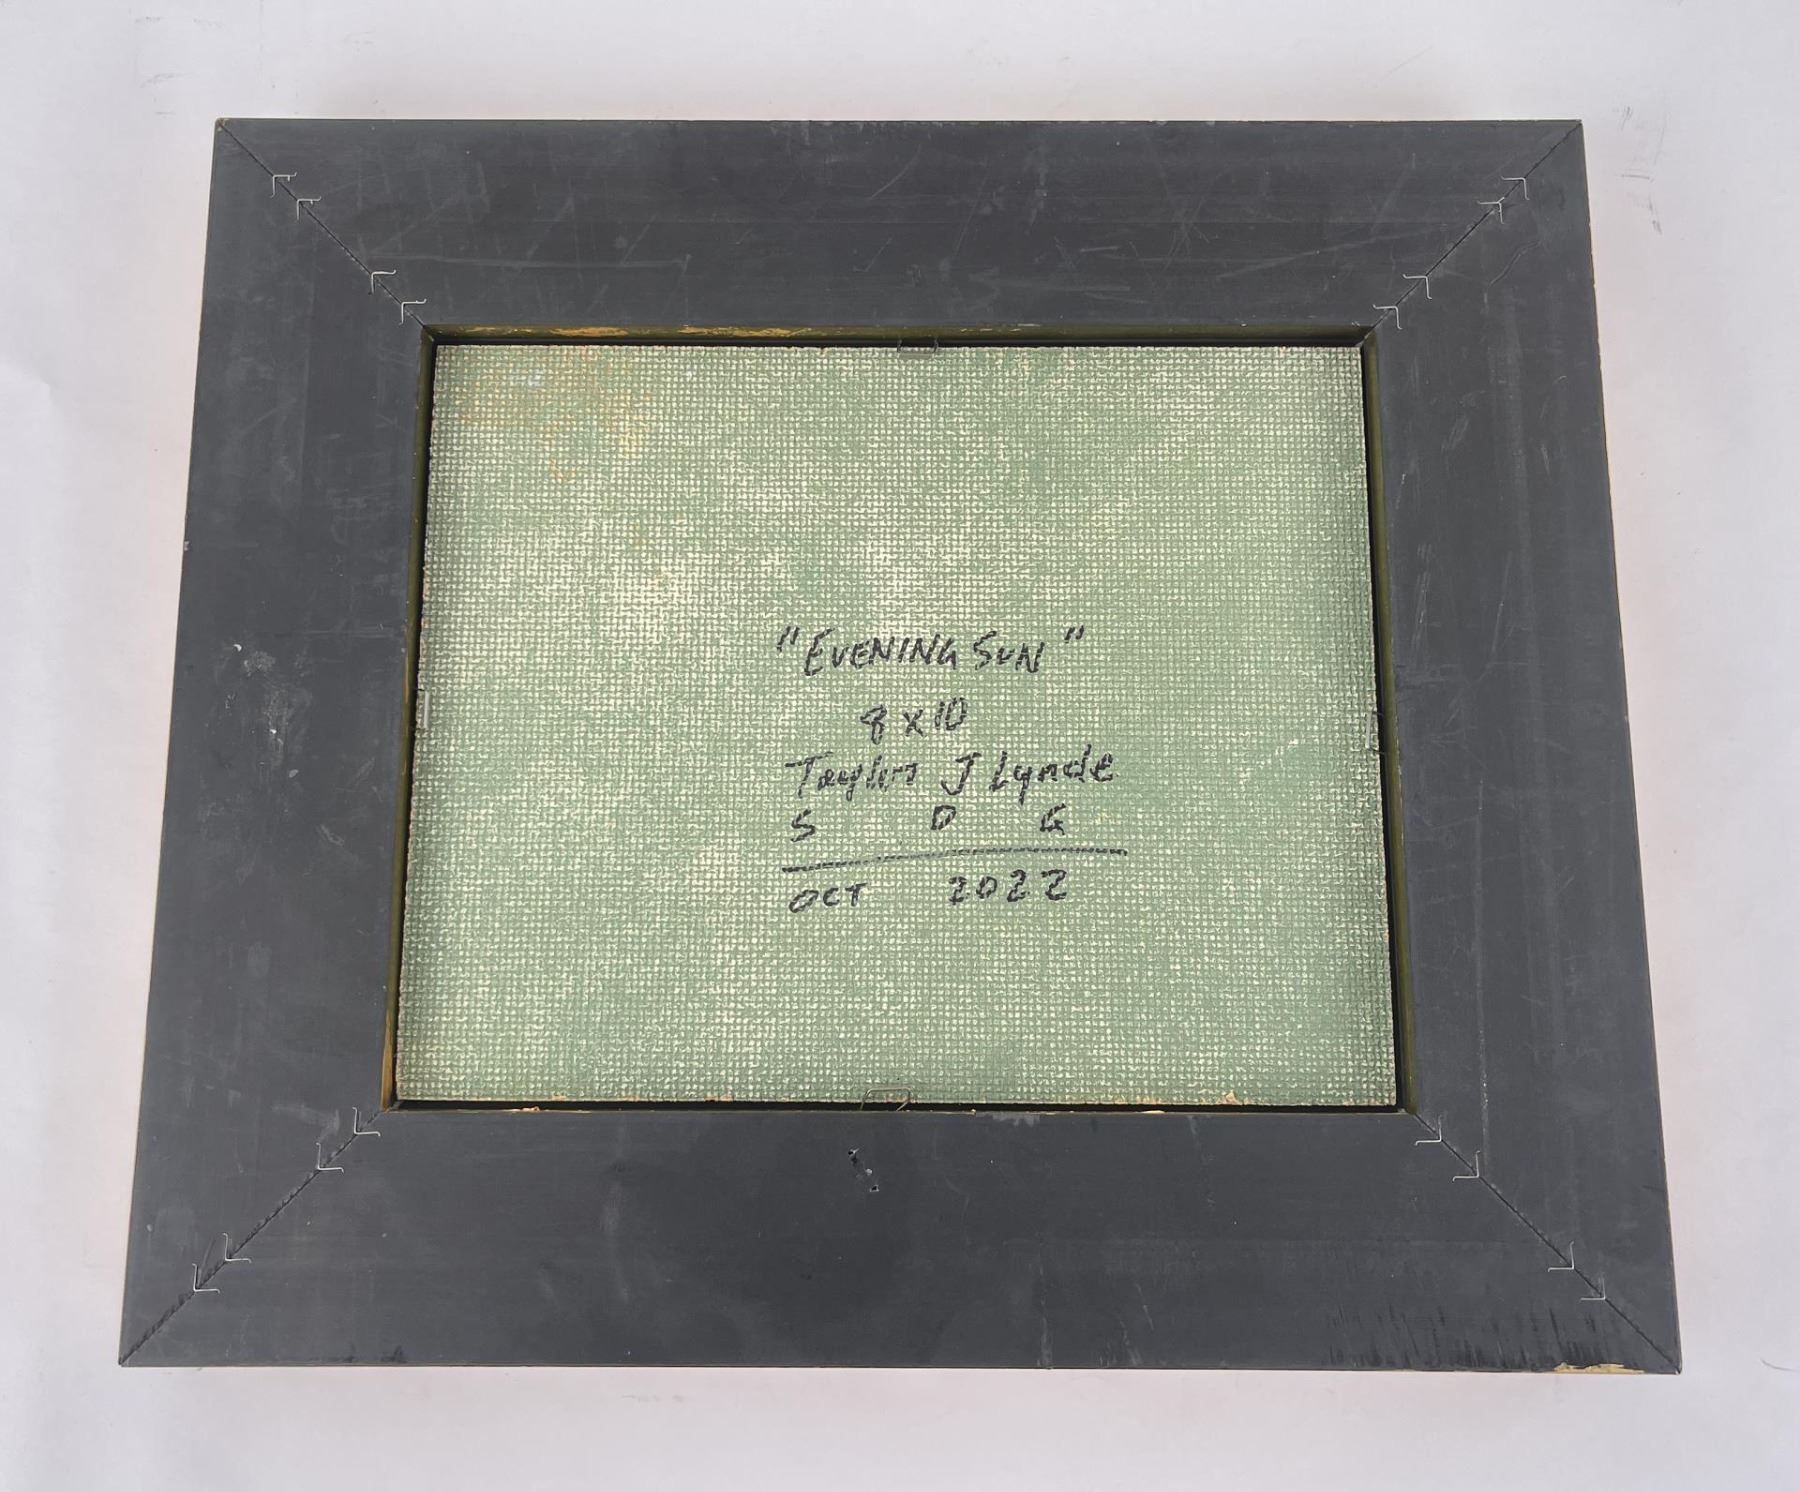 "EVENING SUN"
8 x 10
Taylor J Lynde
S D G
OCT 2022